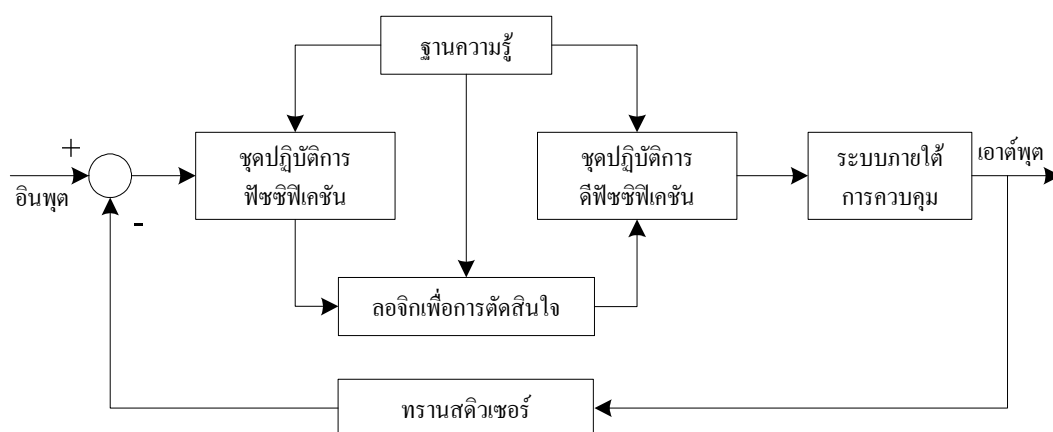 ฐานความรู้
+
อินพุต
-
ชุดปฏิบัติการ
ฟัซซิฟิเคชัน
ชุดปฏิบัติการ
ดีฟัซซิฟิเคชัน
ระบบภายใต้
การควบคุม
เอาต์พุต
ลอจิกเพื่อการตัดสินใจ
ทรานสดิวเซอร์